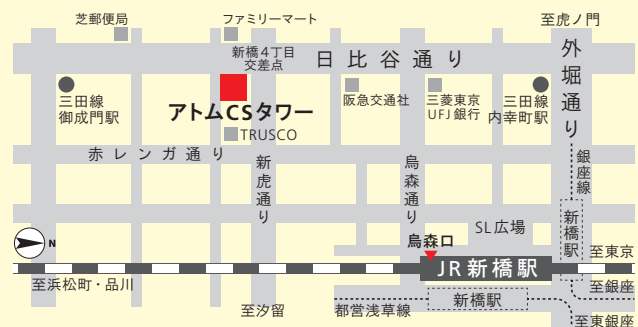 芝郵便局
ファミリーマート
至虎ノ門
新橋4丁目
交差点
日比谷通り
外堀通り
三田線
御成門駅
アトムCSタワー
阪急交通社
三菱東京
UFJ銀行
三田線
内幸町駅
TRUSCO
赤レンガ通り
新虎通り
烏森通り
銀座線
新橋駅
SL広場
烏森口
N
JR新橋駅
至東京
至浜松町・品川
至銀座
新橋駅
至汐留
都営浅草線
至東銀座